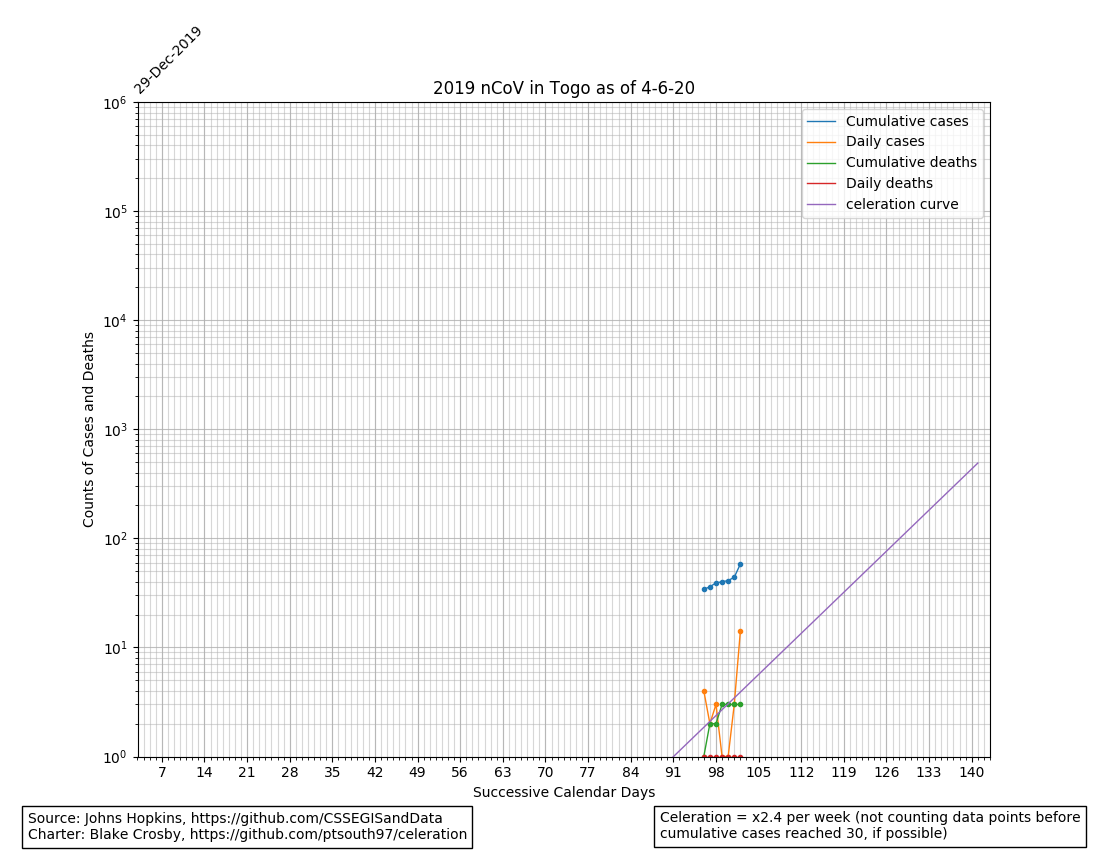 29-Dec-2019
2019 nCoV in Togo as of 4-6-20
Counts of Cases and Deaths
10^6
10^5
10^4
10^3
10^2
10^1
10^0
Cumulative cases
Daily cases
Cumulative deaths
Daily deaths
celeration curve
7 14 21 28 35 42 49 56 63 70 77 84 91 98 105 112 119 126 133 140
Successive Calendar Days
Source: Johns Hopkins, https://github.com/CSSEGISandData
Charter: Blake Crosby, https://github.com/ptsouth97/celeration
Celeration = x2.4 per week (not counting data points before
cumulative cases reached 30, if possible)